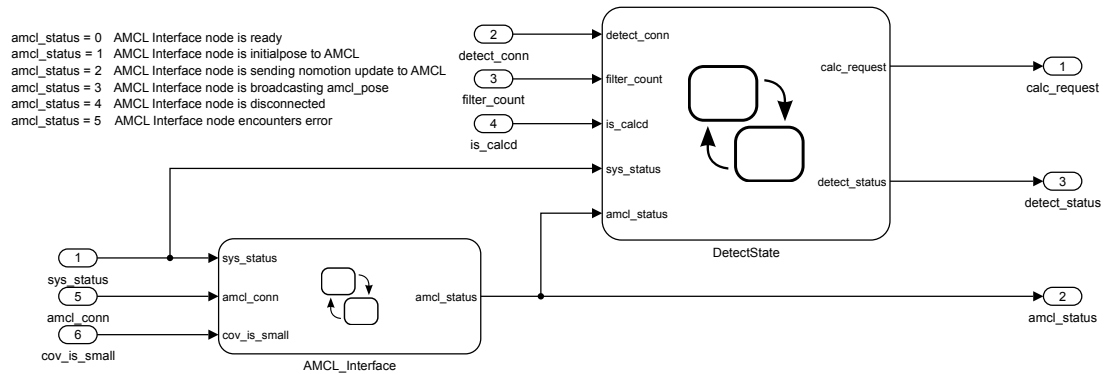 amcl_status = 0 AMCL Interface node is ready
amcl_status = 1 AMCL Interface node is initialpose to AMCL
amcl_status = 2 AMCL Interface node is sending nomotion update to AMCL
amcl_status = 3 AMCL Interface node is broadcasting amcl_pose
amcl_status = 4 AMCL Interface node is disconnected
amcl_status = 5 AMCL Interface node encounters error
2
detect_conn
3
filter_count
4
is_calcd
detect_conn
filter_count
is_calcd
sys_status
amcl_status
calc_request
detect_status
DetectState
1
calc_request
3
detect_status
1
sys_status
5
amcl_conn
6
cov_is_small
sys_status
amcl_conn
cov_is_small
amcl_status
AMCL_Interface
2
amcl_status